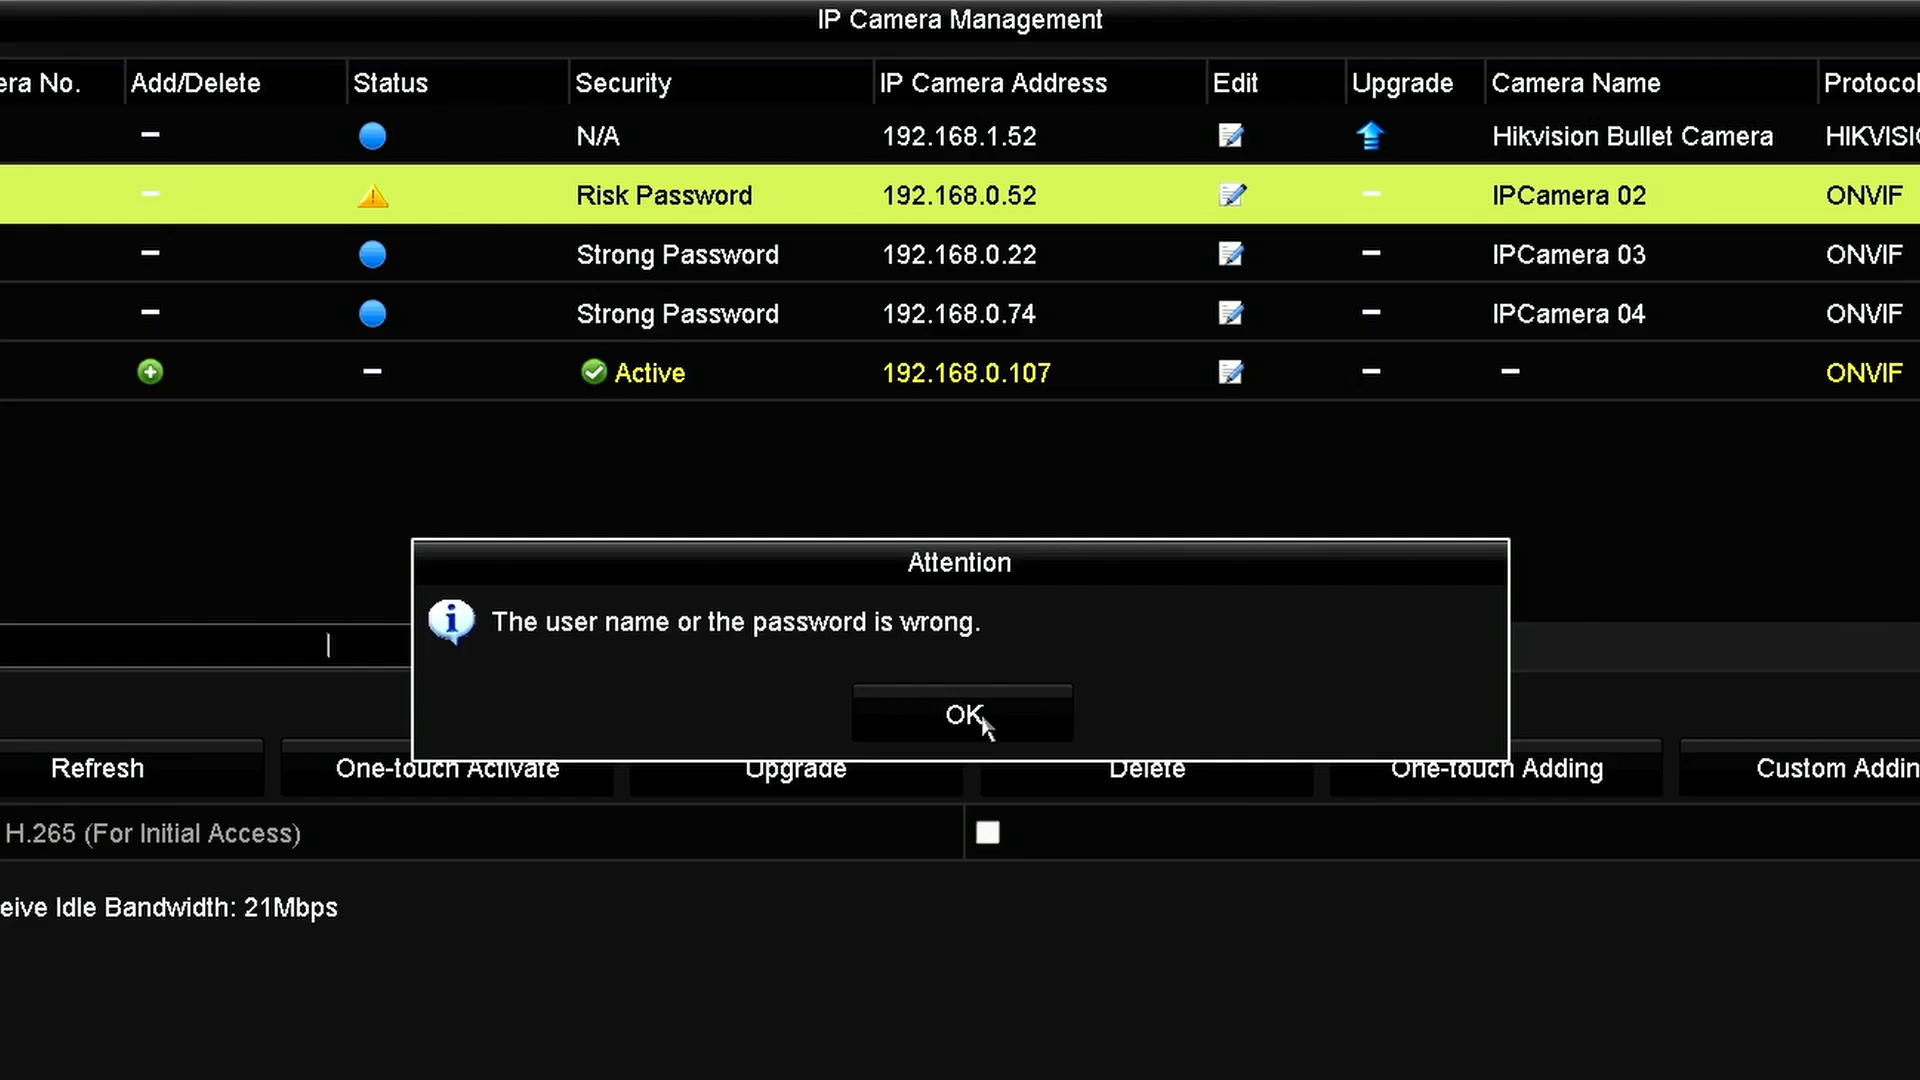 IP Camera Management
era No. Add/Delete Status Security IP Camera Address Edit Upgrade Camera Name Protocol
N/A 192.168.1.52 Hikvision Bullet Camera HIKVISIO
Risk Password 192.168.0.52 IPCamera 02 ONVIF
Strong Password 192.168.0.22 IPCamera 03 ONVIF
Strong Password 192.168.0.74 IPCamera 04 ONVIF
Active 192.168.0.107 ONVIF
Attention
The user name or the password is wrong.
OK
Refresh One-touch Activate Upgrade Delete One-touch Adding Custom Addin
H.265 (For Initial Access)
eive Idle Bandwidth: 21Mbps